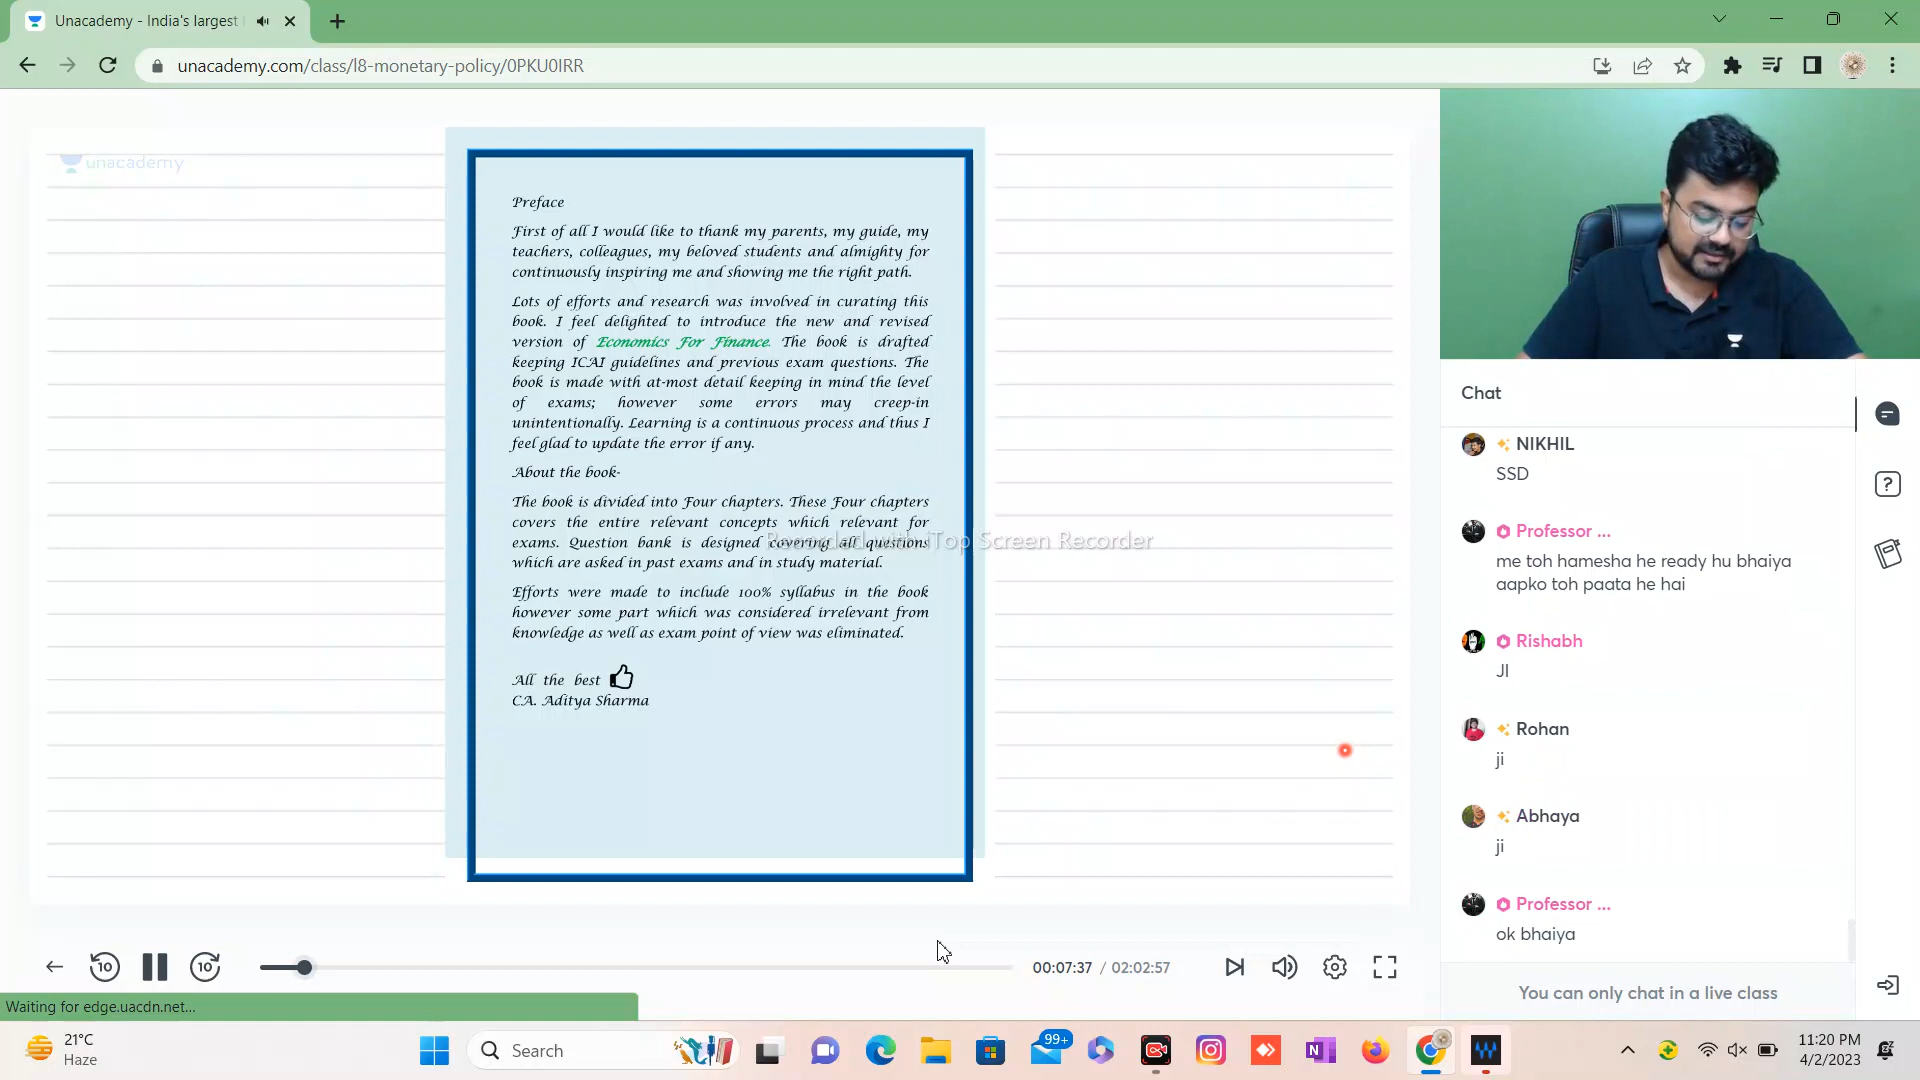 Unacademy - India's largest
unacademy.com/class/l8-monetary-policy/0PKU0IRR
unacademy
Preface
First of all I would like to thank my parents, my guide, my
teachers, colleagues, my beloved students and almighty for
continuously inspiring me and showing me the right path.
Lots of efforts and research was involved in curating this
book. I feel delighted to introduce the new and revised
version of Economics For Finance. The book is drafted
keeping ICAI guidelines and previous exam questions. The
book is made with at-most detail keeping in mind the level
of exams; however some errors may creep-in
unintentionally. Learning is a continuous process and thus I
feel glad to update the error if any.
About the book-
The book is divided into Four chapters. These Four chapters
covers the entire relevant concepts which relevant for
exams. Question bank is designed covering all questions
which are asked in past exams and in study material.
Efforts were made to include 100% syllabus in the book
however some part which was considered irrelevant from
knowledge as well as exam point of view was eliminated.
All the best
CA. Aditya Sharma
Recorded with iTop Screen Recorder
Chat
NIKHIL
SSD
Professor ...
me toh hamesha he ready hu bhaiya
aapko toh paata he hai
Rishabh
JI
Rohan
ji
Abhaya
ji
Professor ...
ok bhaiya
You can only chat in a live class
10
10
00:07:37 / 02:02:57
Waiting for edge.uacdn.net...
21°C
Haze
Search
99+
N
11:20 PM
4/2/2023